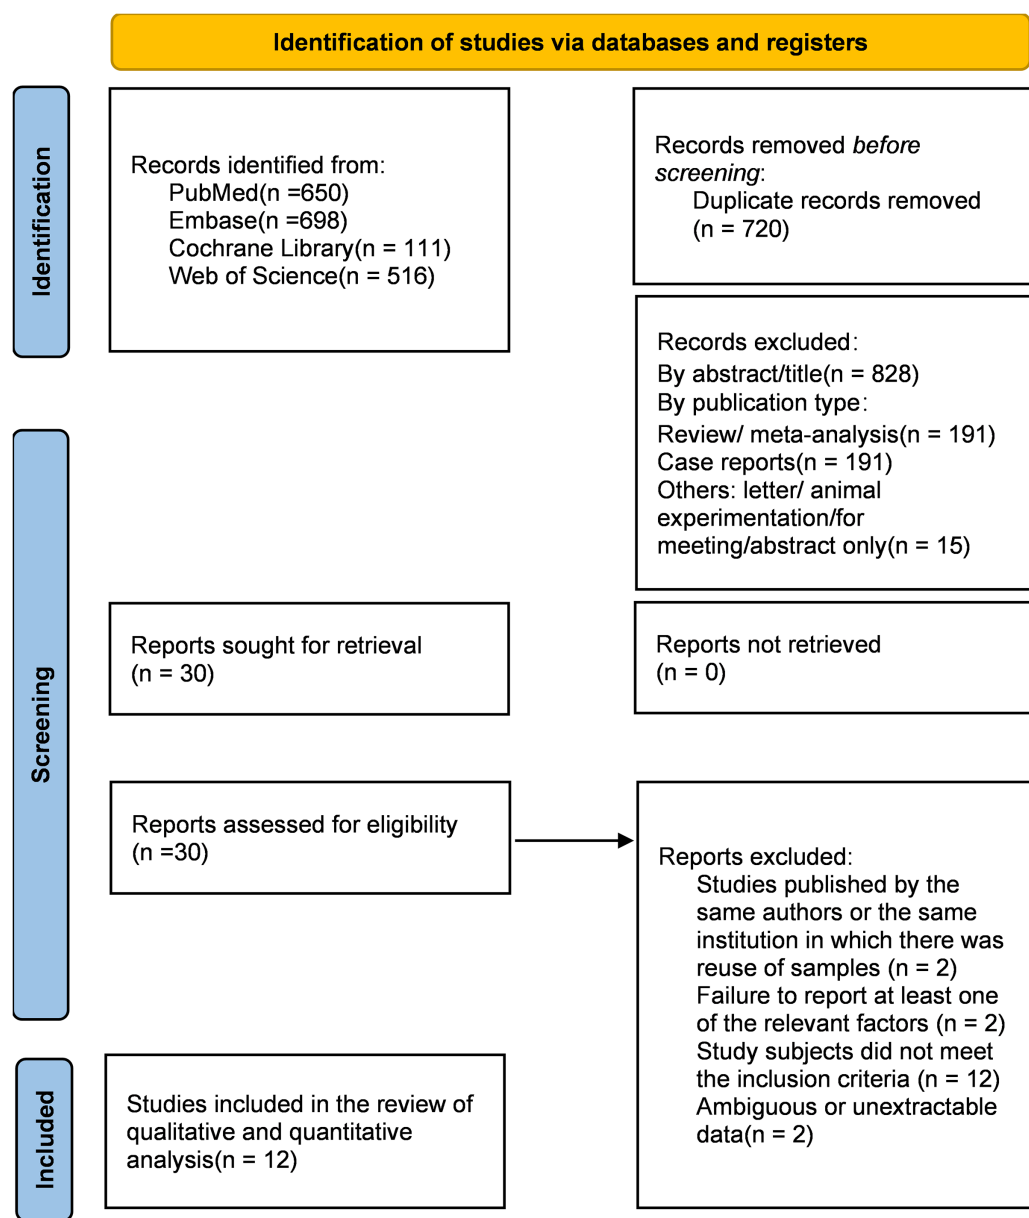 Identification of studies via databases and registers
Identification
Records identified from:
PubMed(n =650)
Embase(n =698)
Cochrane Library(n = 111)
Web of Science(n = 516)
Records removed before
screening:
Duplicate records removed
(n = 720)
Records excluded:
By abstract/title(n = 828)
By publication type:
Review/ meta-analysis(n = 191)
Case reports(n = 191)
Others: letter/ animal
experimentation/for
meeting/abstract only(n = 15)
Screening
Reports sought for retrieval
(n = 30)
Reports not retrieved
(n = 0)
Reports assessed for eligibility
(n =30)
Reports excluded:
Studies published by the
same authors or the same
institution in which there was
reuse of samples (n = 2)
Failure to report at least one
of the relevant factors (n = 2)
Study subjects did not meet
the inclusion criteria (n = 12)
Ambiguous or unextractable
data(n = 2)
Included
Studies included in the review of
qualitative and quantitative
analysis(n = 12)